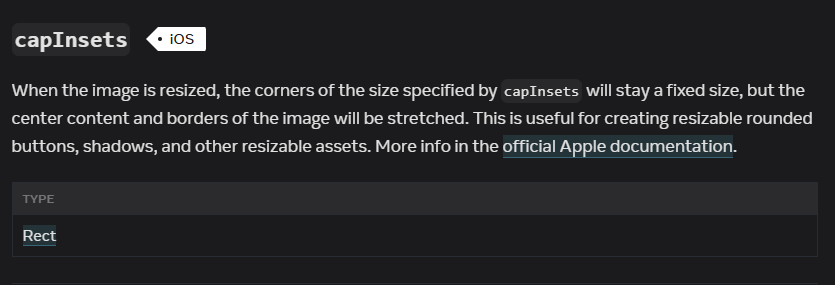 capInsets iOS
When the image is resized, the corners of the size specified by capInsets will stay a fixed size, but the
center content and borders of the image will be stretched. This is useful for creating resizable rounded
buttons, shadows, and other resizable assets. More info in the official Apple documentation.
TYPE
Rect